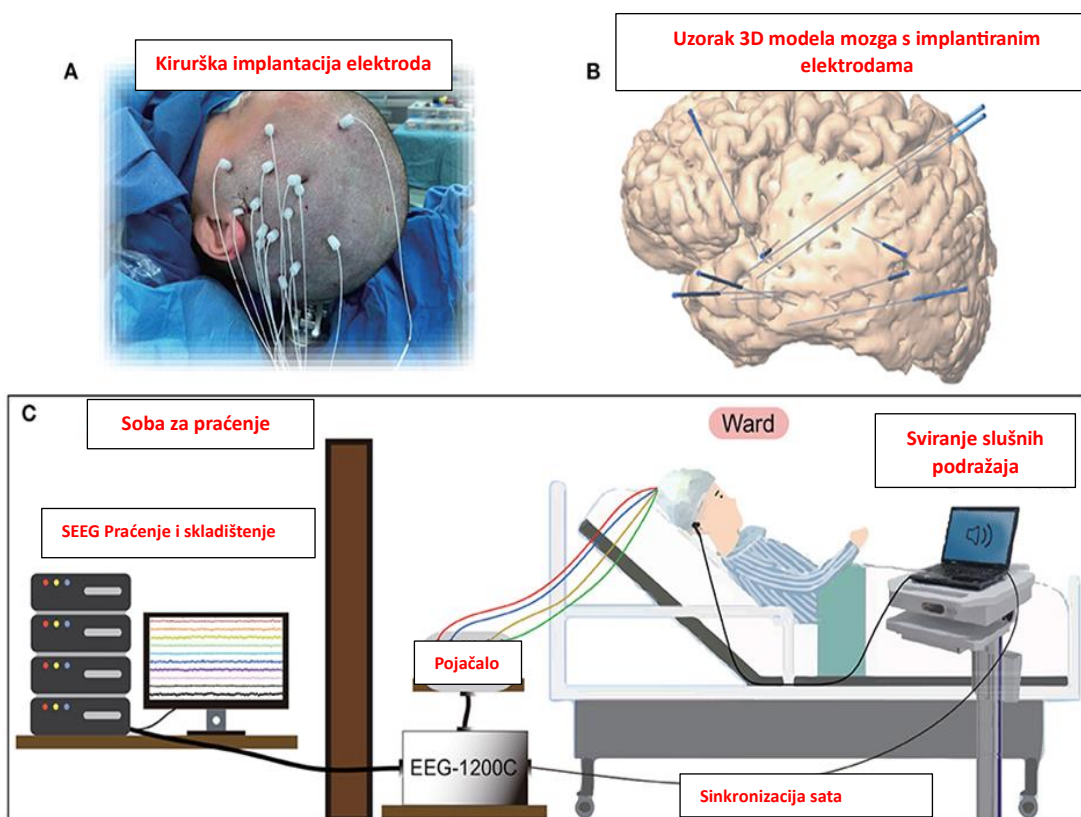 A
Kirurška implantacija elektroda
B
Uzorak 3D modela mozga s implantiranim
elektrodama
C
Soba za praćenje
Ward
Sviranje slušnih
podražaja
SEEG Praćenje i skladištenje
Pojačalo
EEG-1200C
Sinkronizacija sata